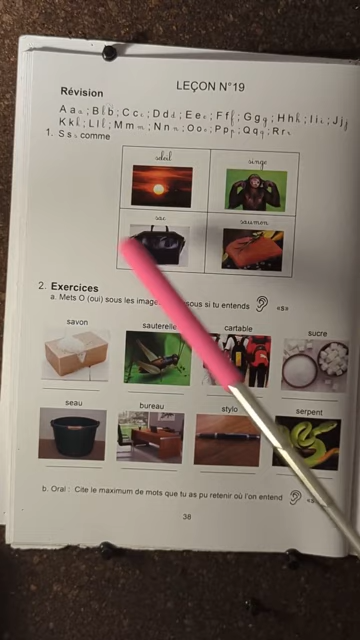 LEÇON N°19
Révision
A a a ; B b b ; C c c ; D d d ; E e e ; F f f ; G g g ; H h h ; I i i ; J j j
K k k ; L l l ; M m m ; N n n ; O o o ; P p p ; Q q q ; R r r
1. S s s comme
soleil singe
sac saumon
2. Exercices
a. Mets O (oui) sous les si tu entends «s»
savon sauterelle cartable sucre
seau bureau stylo serpent
b. Oral : Cite le maximum de mots que tu as pu retenir où l'on entend
38